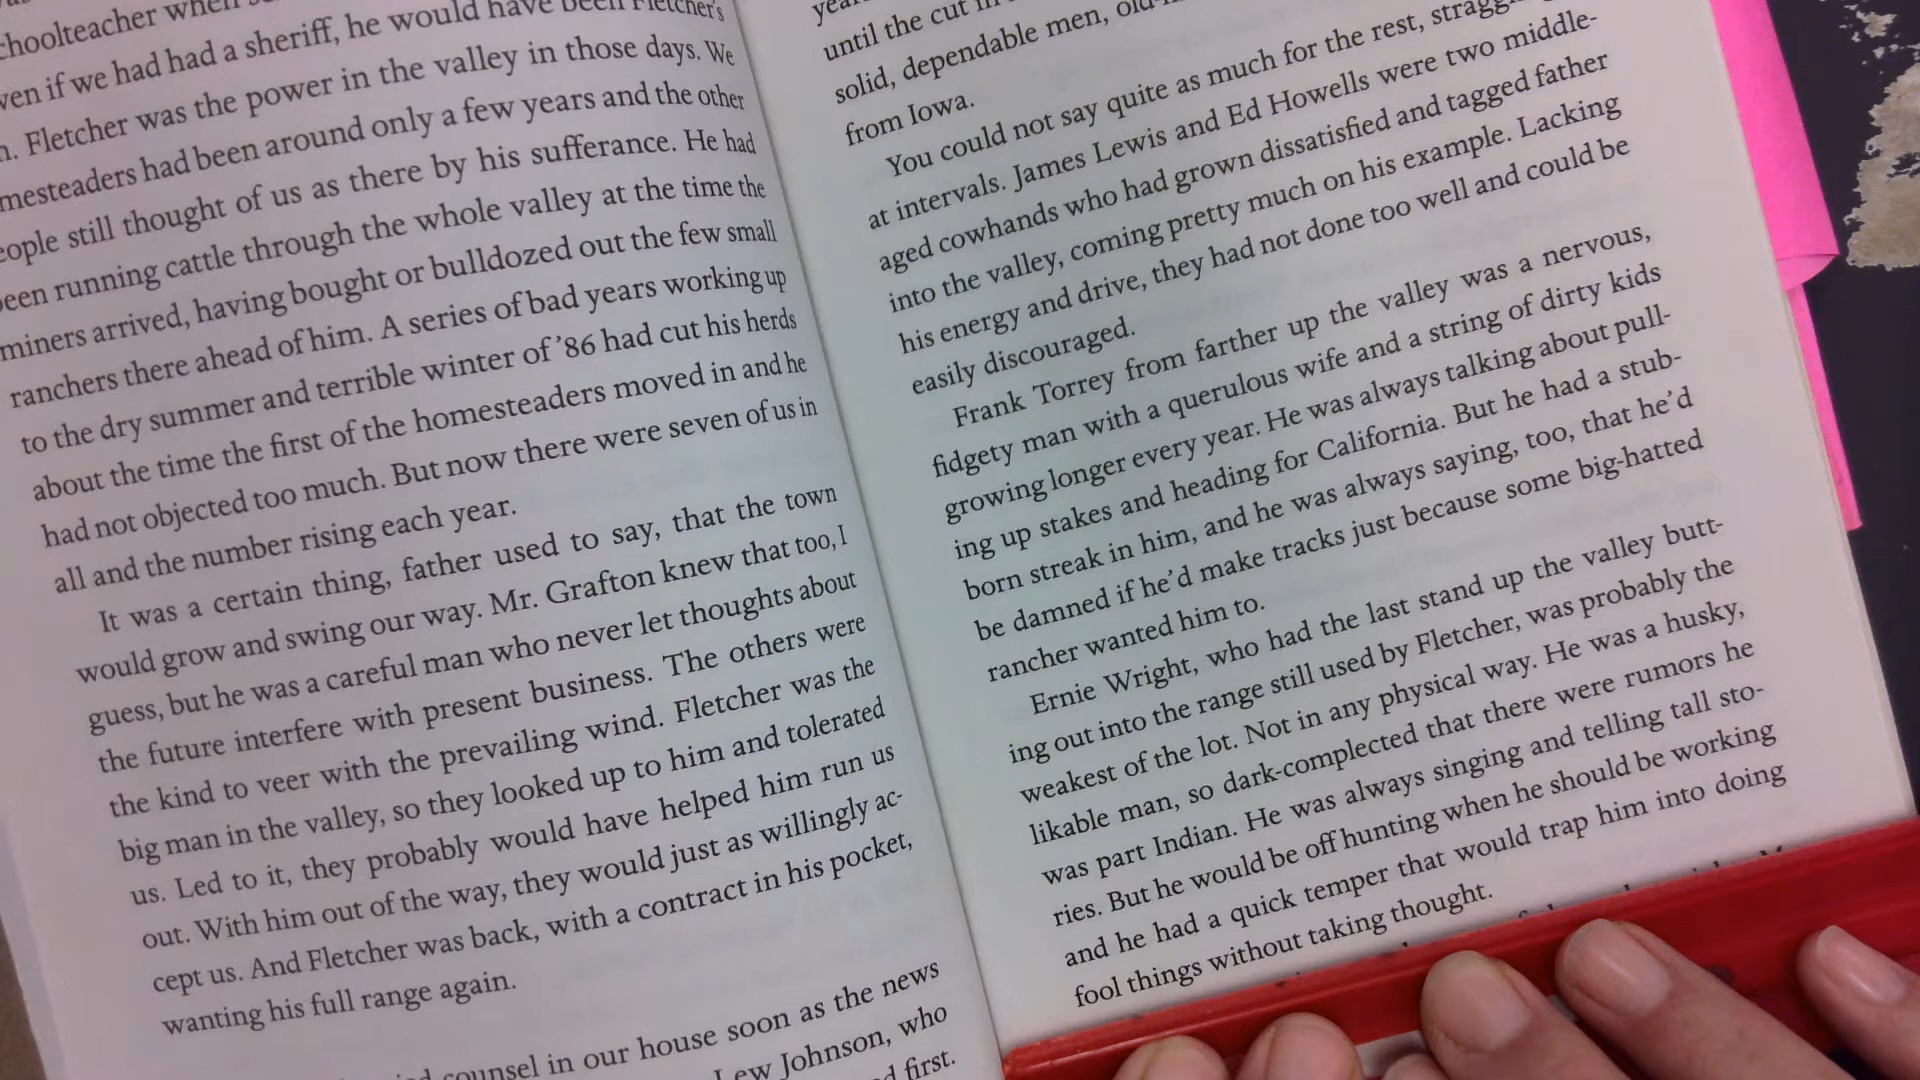 schoolteacher when
even if we had had a sheriff, he would have been Fletcher's
Fletcher was the power in the valley in those days. We
had been around only a few years and the other
people still thought of us as there by his sufferance. He had
been running cattle through the whole valley at the time the
miners arrived, having bought or bulldozed out the few small
ranchers there ahead of him. A series of bad years working up
to the dry summer and terrible winter of '86 had cut his herds
about the time the first of the homesteaders moved in and he
had not objected too much. But now there were seven of us in
all and the number rising each year.
It was a certain thing, father used to say, that the town
would grow and swing our way. Mr. Grafton knew that too, I
guess, but he was a careful man who never let thoughts about
the future interfere with present business. The others were
the kind to veer with the prevailing wind. Fletcher was the
big man in the valley, so they looked up to him and tolerated
us. Led to it, they probably would have helped him run us
out. With him out of the way, they would just as willingly ac-
cept us. And Fletcher was back, with a contract in his pocket,
wanting his full range again.
counsel in our house soon as the news
Lew Johnson, who
first.
until the cut in
solid, dependable men,
from Iowa.
You could not say quite as much for the rest,
at intervals. James Lewis and Ed Howells were two middle-
aged cowhands who had grown dissatisfied and tagged father
into the valley, coming pretty much on his example. Lacking
his energy and drive, they had not done too well and could be
easily discouraged.
Frank Torrey from farther up the valley was a nervous,
fidgety man with a querulous wife and a string of dirty kids
growing longer every year. He was always talking about pull-
ing up stakes and heading for California. But he had a stub-
born streak in him, and he was always saying, too, that he'd
be damned if he'd make tracks just because some big-hatted
rancher wanted him to.
Ernie Wright, who had the last stand up the valley butt-
ing out into the range still used by Fletcher, was probably the
weakest of the lot. Not in any physical way. He was a husky,
likable man, so dark-complected that there were rumors he
was part Indian. He was always singing and telling tall sto-
ries. But he would be off hunting when he should be working
and he had a quick temper that would trap him into doing
fool things without taking thought.